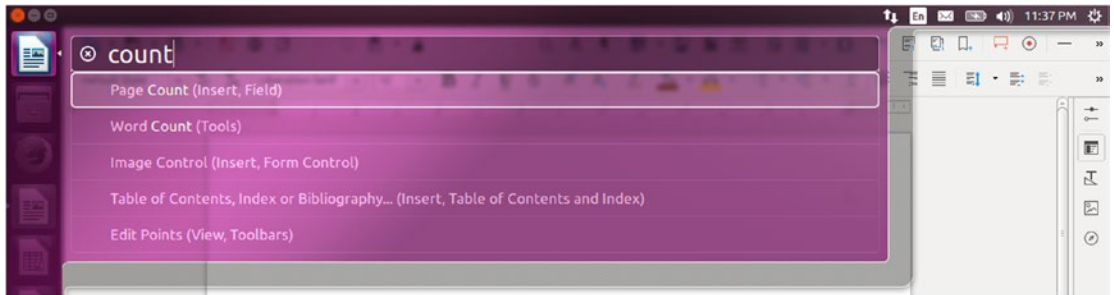 En 11:37 PM
count
Page Count (Insert, Field)
Word Count (Tools)
Image Control (Insert, Form Control)
Table of Contents, Index or Bibliography... (Insert, Table of Contents and Index)
Edit Points (View, Toolbars)